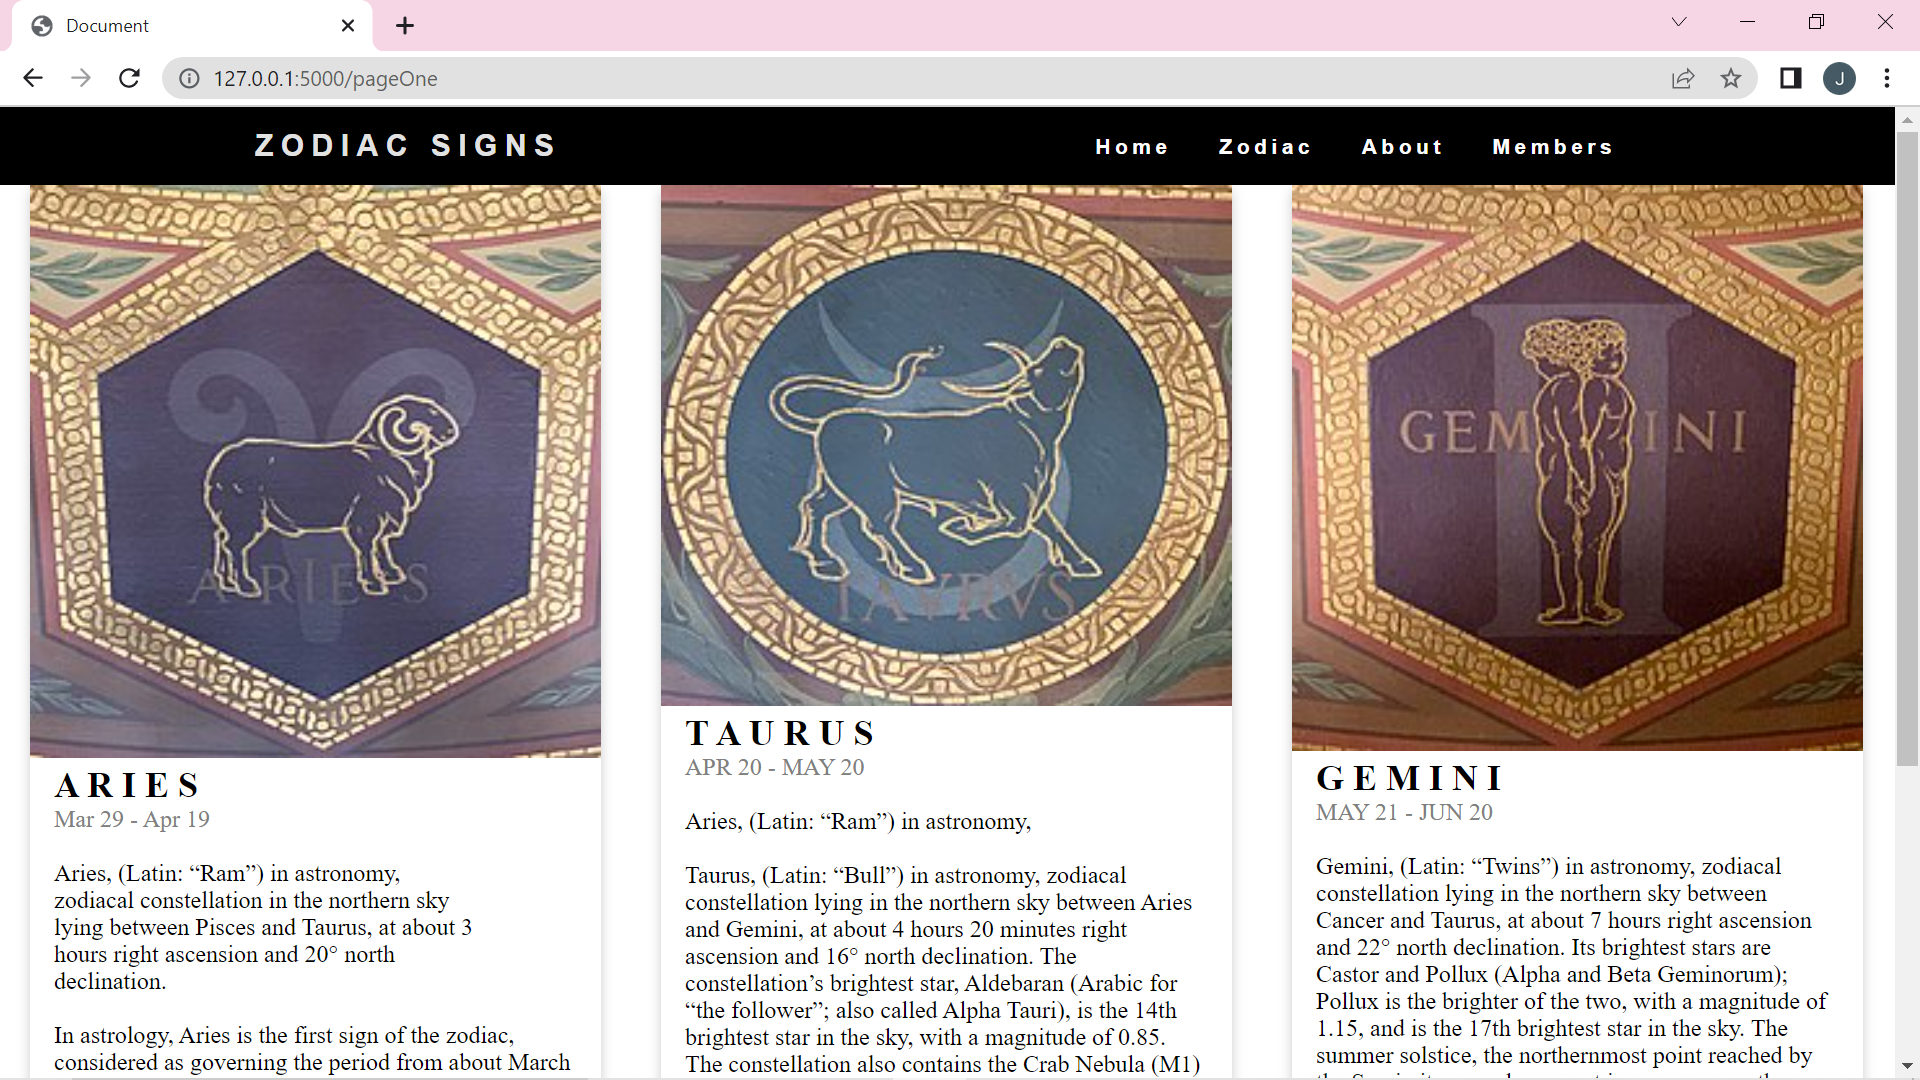 Document
127.0.0.1:5000/pageOne
J
ZODIAC SIGNS
Home Zodiac About Members
ARIES
TAVRVS
GEMINI
ARIES
Mar 29 - Apr 19
Aries, (Latin: “Ram”) in astronomy,
zodiacal constellation in the northern sky
lying between Pisces and Taurus, at about 3
hours right ascension and 20° north
declination.
In astrology, Aries is the first sign of the zodiac,
considered as governing the period from about March
TAURUS
APR 20 - MAY 20
Aries, (Latin: “Ram”) in astronomy,
Taurus, (Latin: “Bull”) in astronomy, zodiacal
constellation lying in the northern sky between Aries
and Gemini, at about 4 hours 20 minutes right
ascension and 16° north declination. The
constellation’s brightest star, Aldebaran (Arabic for
“the follower”; also called Alpha Tauri), is the 14th
brightest star in the sky, with a magnitude of 0.85.
The constellation also contains the Crab Nebula (M1)
GEMINI
MAY 21 - JUN 20
Gemini, (Latin: “Twins”) in astronomy, zodiacal
constellation lying in the northern sky between
Cancer and Taurus, at about 7 hours right ascension
and 22° north declination. Its brightest stars are
Castor and Pollux (Alpha and Beta Geminorum);
Pollux is the brighter of the two, with a magnitude of
1.15, and is the 17th brightest star in the sky. The
summer solstice, the northernmost point reached by